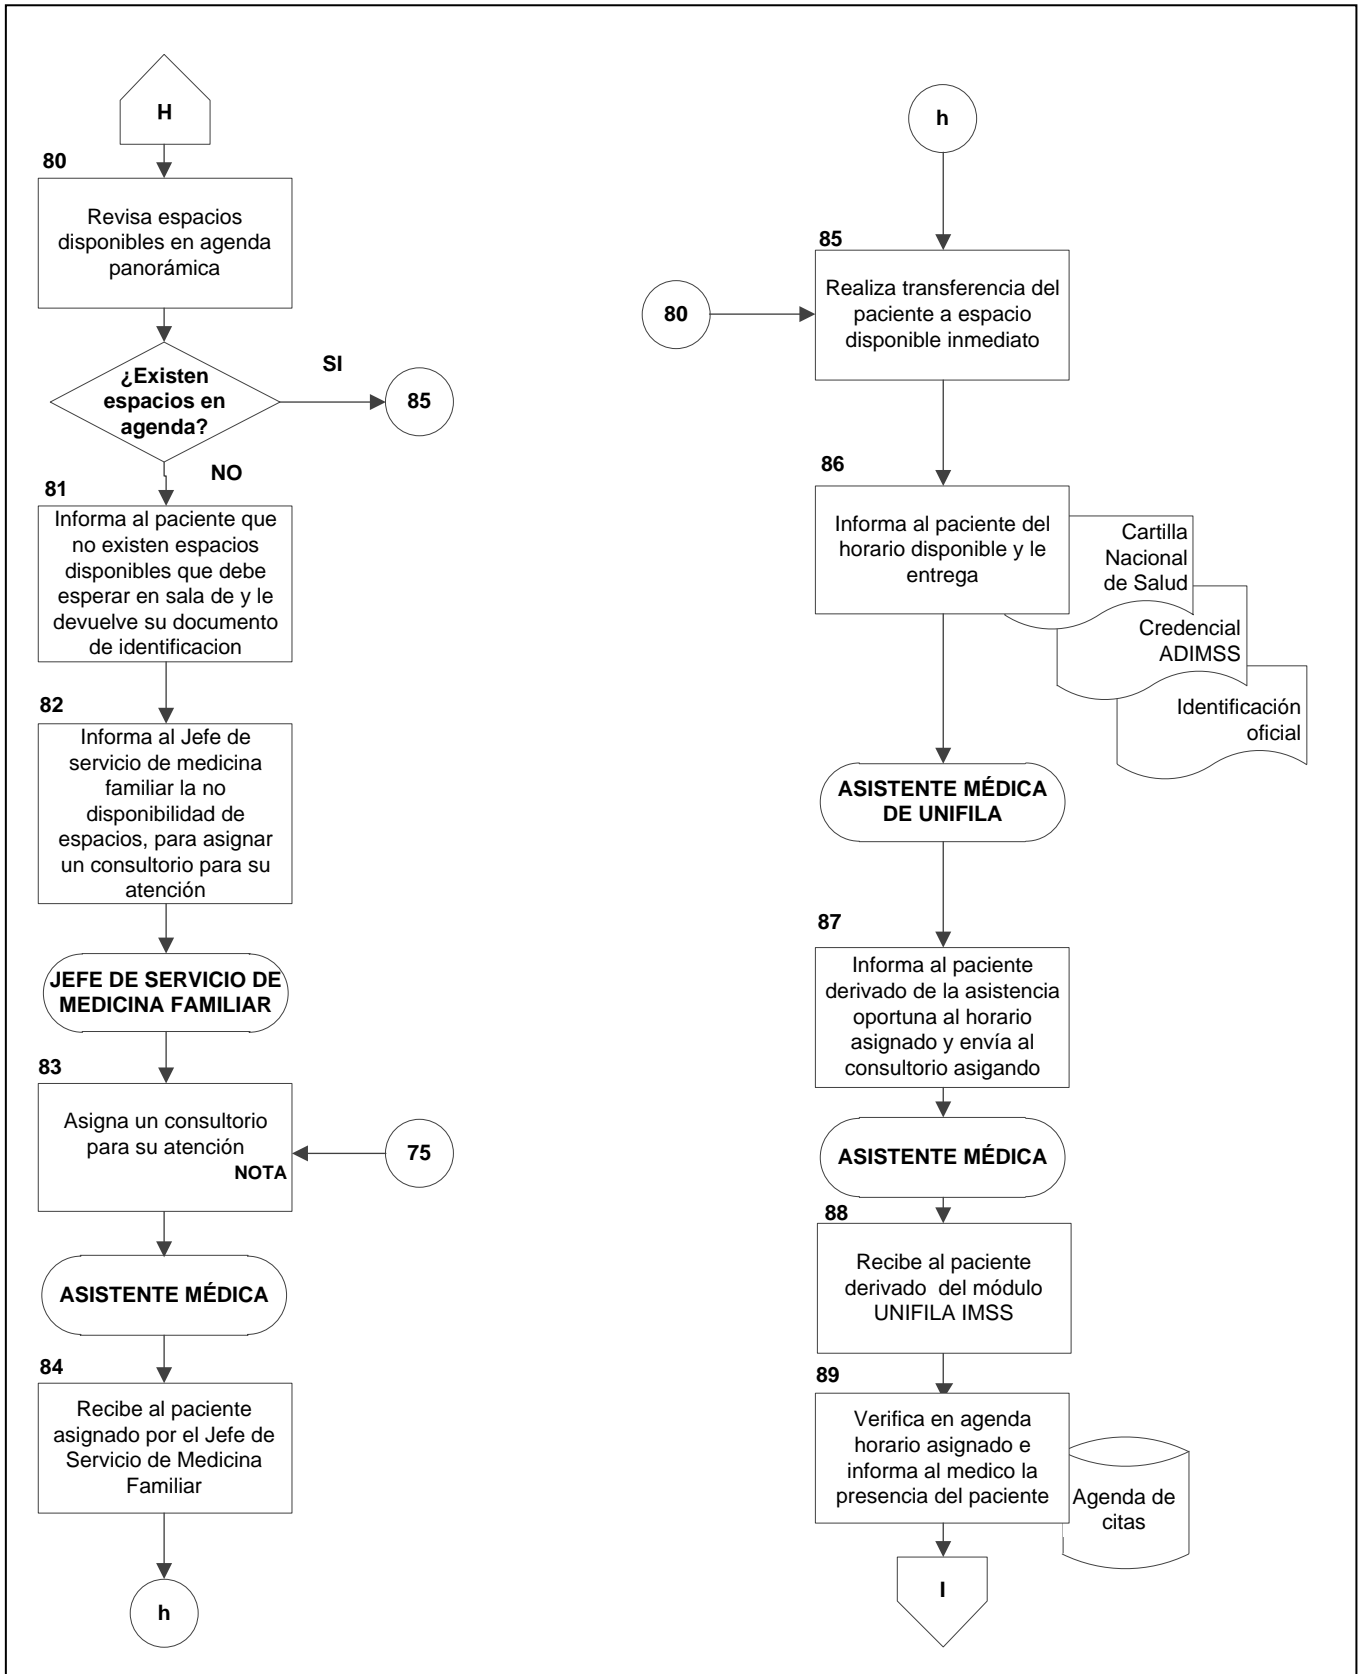 H
80
Revisa espacios
disponibles en agenda
panorámica
¿Existen
espacios en
agenda?
SI
85
NO
81
Informa al paciente que
no existen espacios
disponibles que debe
esperar en sala de y le
devuelve su documento
de identificacion
82
Informa al Jefe de
servicio de medicina
familiar la no
disponibilidad de
espacios, para asignar
un consultorio para su
atención
JEFE DE SERVICIO DE
MEDICINA FAMILIAR
83
Asigna un consultorio
para su atención
NOTA
75
ASISTENTE MÉDICA
84
Recibe al paciente
asignado por el Jefe de
Servicio de Medicina
Familiar
h
h
85
Realiza transferencia del
paciente a espacio
disponible inmediato
80
86
Informa al paciente del
horario disponible y le
entrega
Cartilla
Nacional
de Salud
Credencial
ADIMSS
Identificación
oficial
ASISTENTE MÉDICA
DE UNIFILA
87
Informa al paciente
derivado de la asistencia
oportuna al horario
asignado y envía al
consultorio asigando
ASISTENTE MÉDICA
88
Recibe al paciente
derivado del módulo
UNIFILA IMSS
89
Verifica en agenda
horario asignado e
informa al medico la
presencia del paciente
Agenda de
citas
I